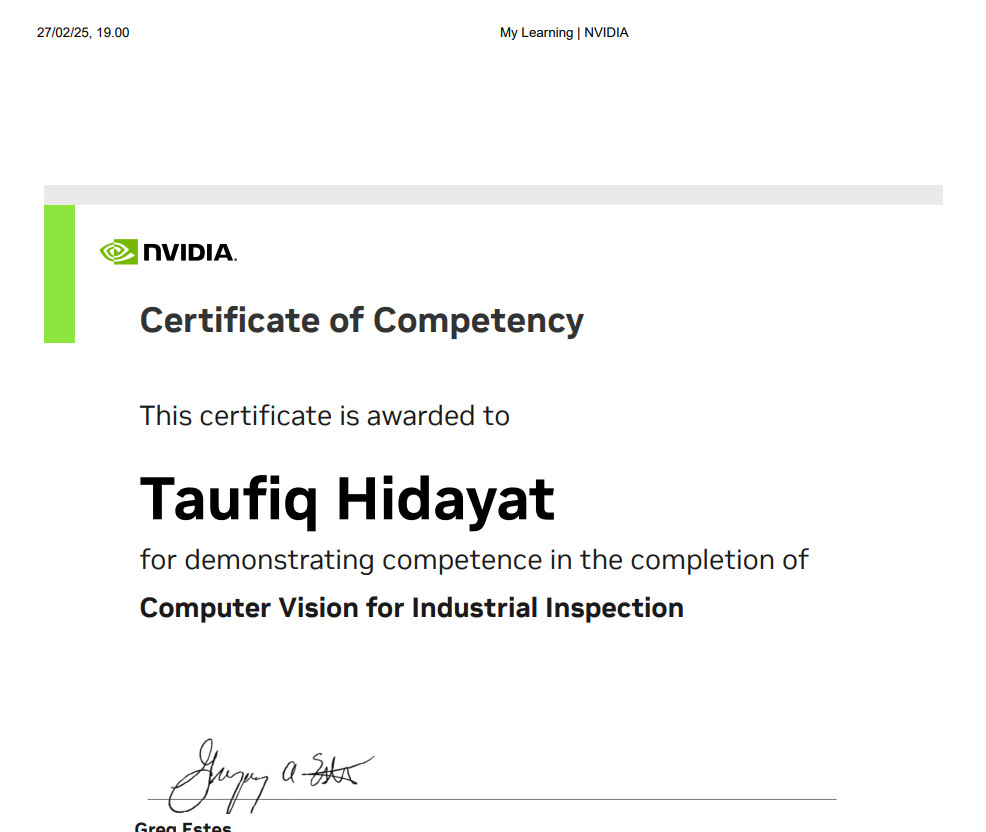 27/02/25, 19.00 My Learning | NVIDIA
NVIDIA.
Certificate of Competency
This certificate is awarded to
Taufiq Hidayat
for demonstrating competence in the completion of
Computer Vision for Industrial Inspection
Gregory A Estes
Greg Estes